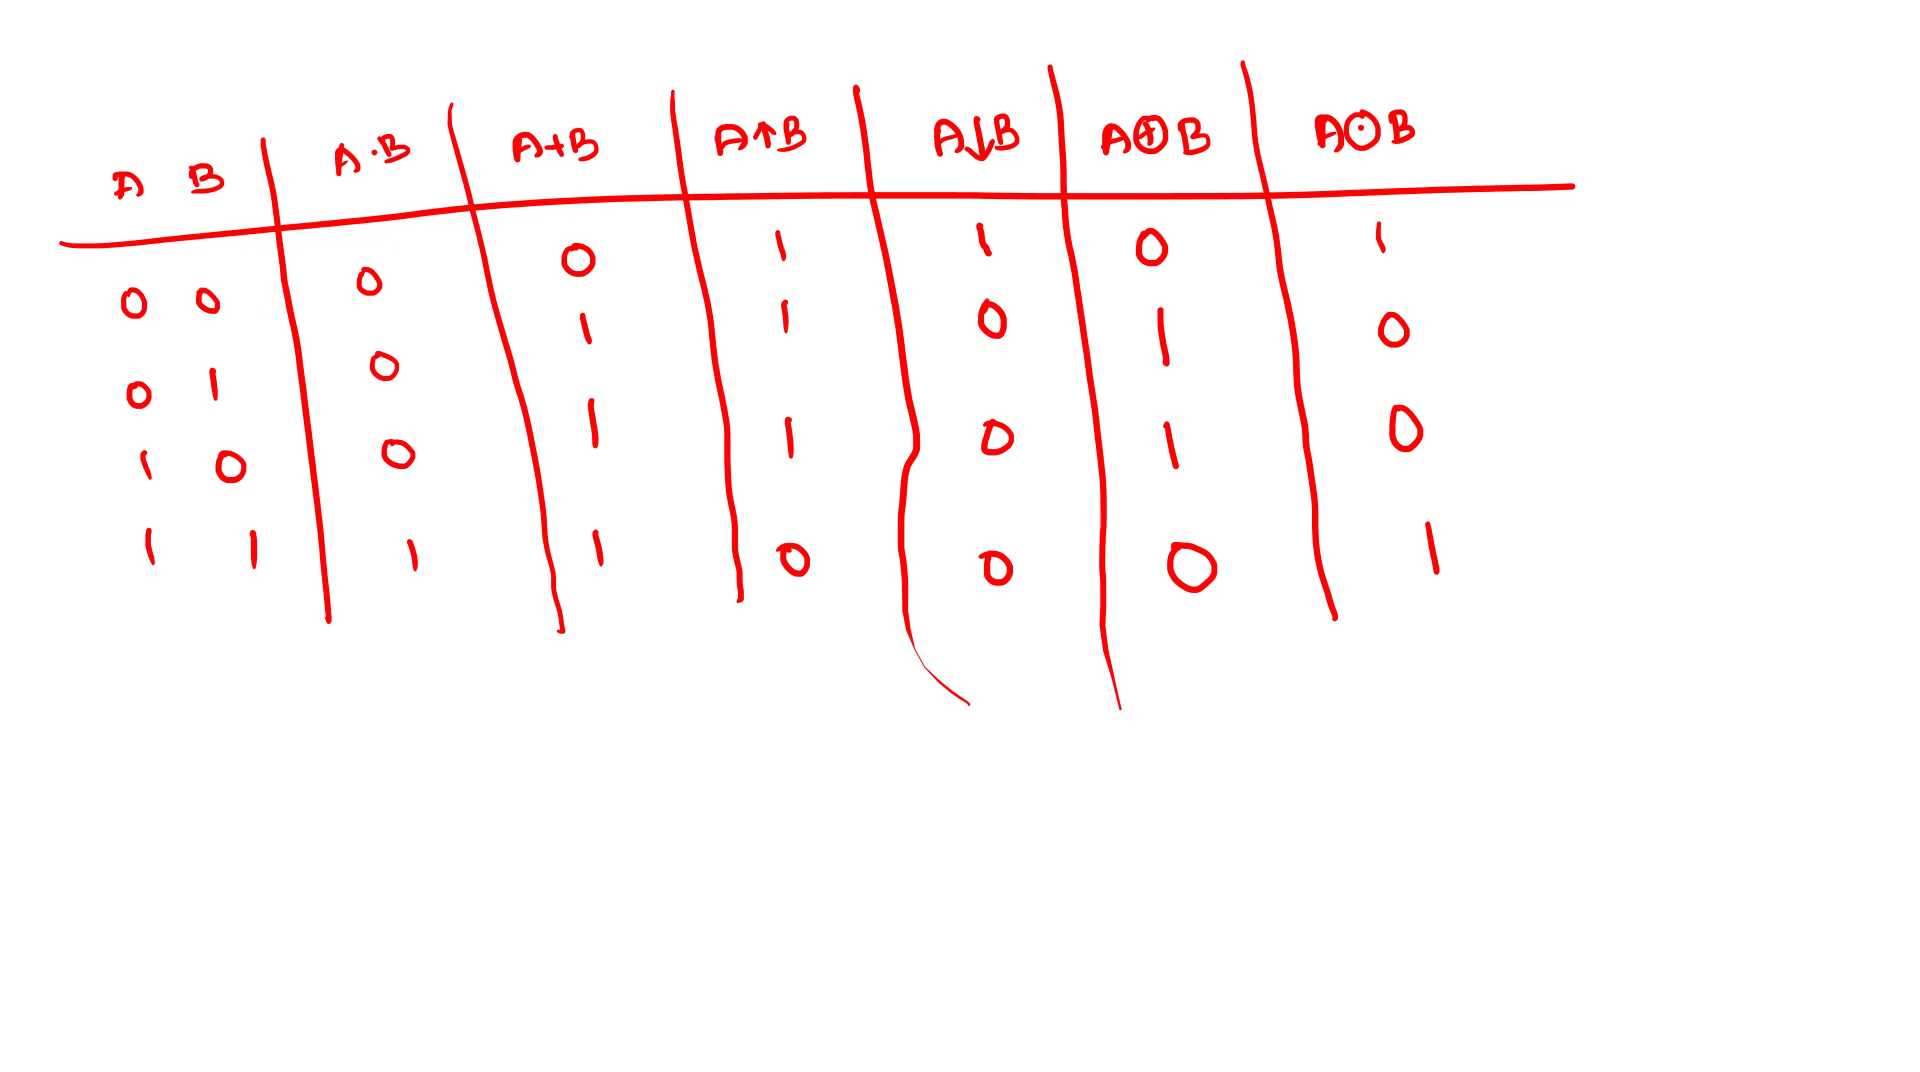 A B A·B A+B A↑B A↓B A⊕B A⊙B
0 0 0 0 1 1 0 1
0 1 0 1 1 0 1 0
1 0 0 1 1 0 1 0
1 1 1 1 0 0 0 1